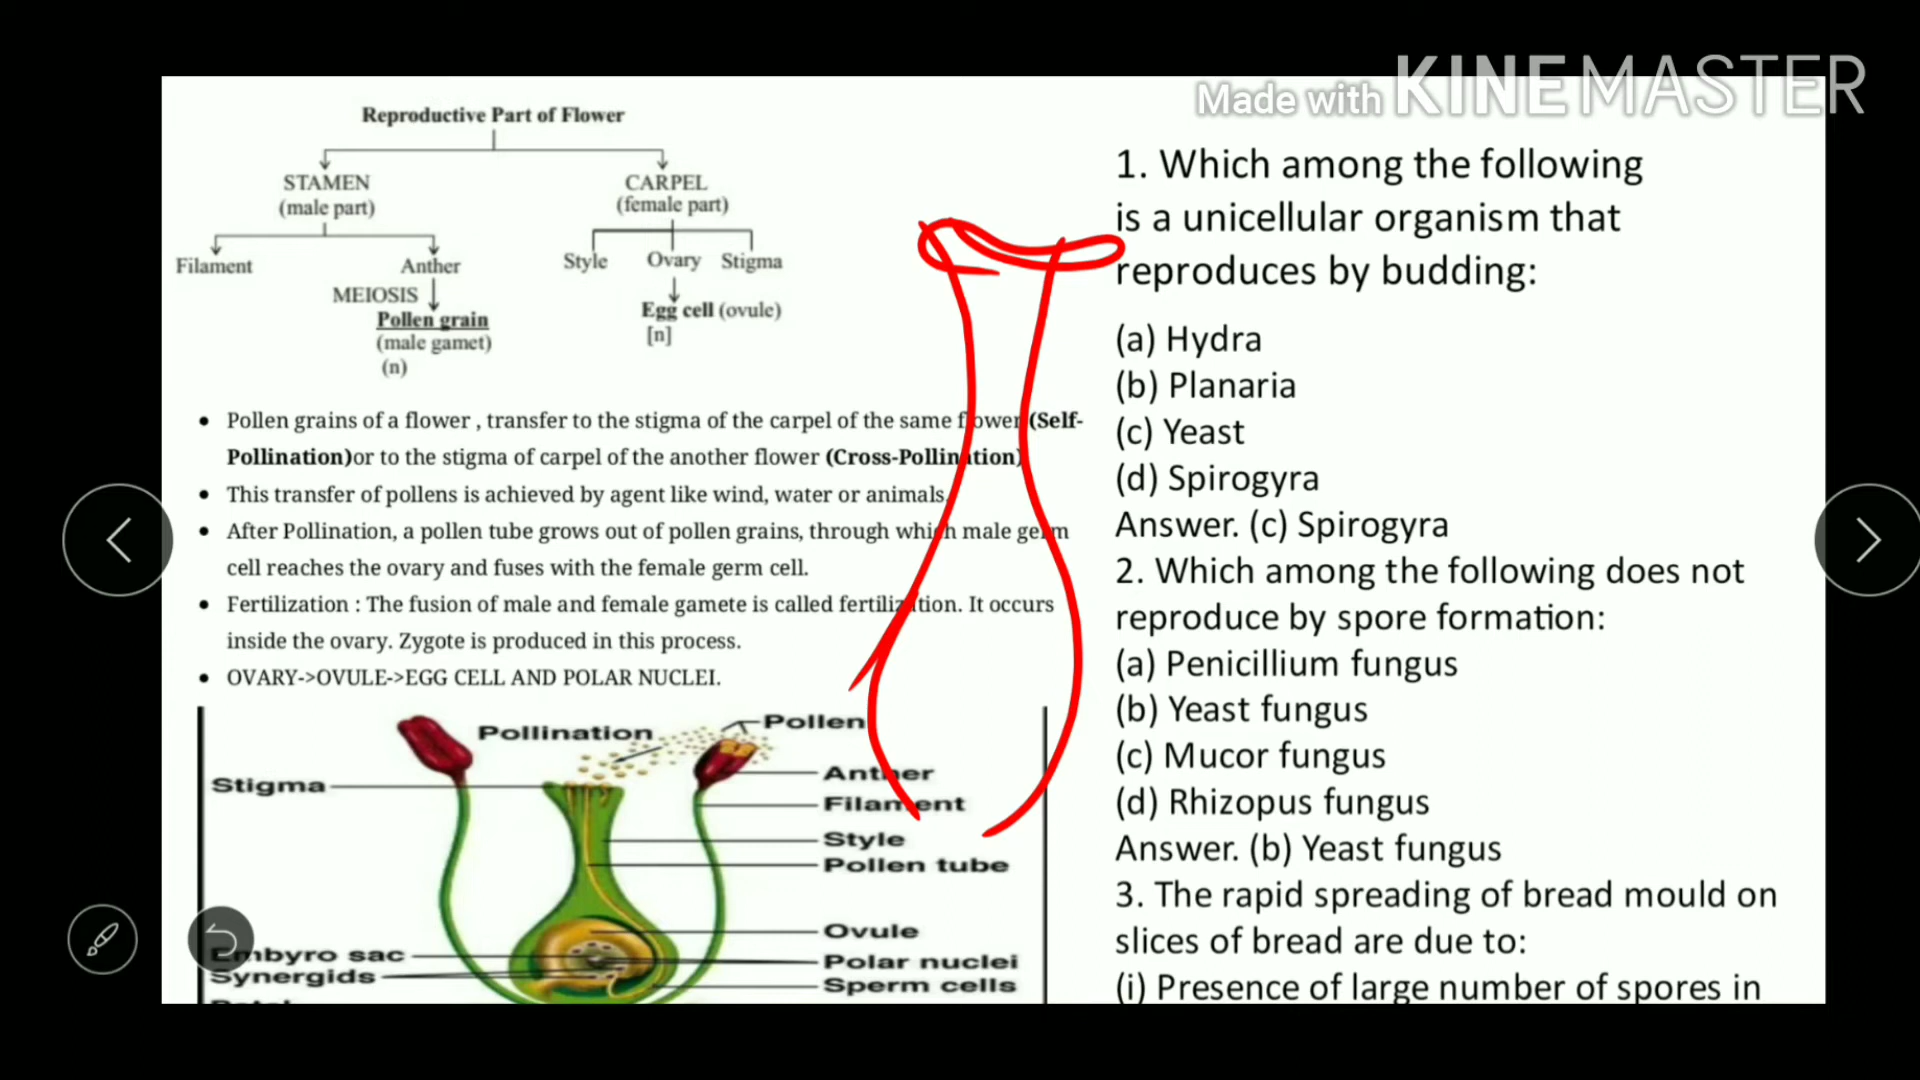 Made with KINEMASTER
Reproductive Part of Flower
STAMEN
(male part)
CARPEL
(female part)
Filament
Anther
Style
Ovary
Stigma
MEIOSIS
Pollen grain
(male gamet)
(n)
Egg cell (ovule)
[n]
• Pollen grains of a flower , transfer to the stigma of the carpel of the same flower (Self-
Pollination)or to the stigma of carpel of the another flower (Cross-Pollination)
• This transfer of pollens is achieved by agent like wind, water or animals.
• After Pollination, a pollen tube grows out of pollen grains, through which male germ
cell reaches the ovary and fuses with the female germ cell.
• Fertilization : The fusion of male and female gamete is called fertilization. It occurs
inside the ovary. Zygote is produced in this process.
• OVARY->OVULE->EGG CELL AND POLAR NUCLEI.
Pollination
Pollen
Stigma
Anther
Filament
Style
Pollen tube
Ovule
Embyro sac
Polar nuclei
Synergids
Sperm cells
1. Which among the following
is a unicellular organism that
reproduces by budding:
(a) Hydra
(b) Planaria
(c) Yeast
(d) Spirogyra
Answer. (c) Spirogyra
2. Which among the following does not
reproduce by spore formation:
(a) Penicillium fungus
(b) Yeast fungus
(c) Mucor fungus
(d) Rhizopus fungus
Answer. (b) Yeast fungus
3. The rapid spreading of bread mould on
slices of bread are due to:
(i) Presence of large number of spores in